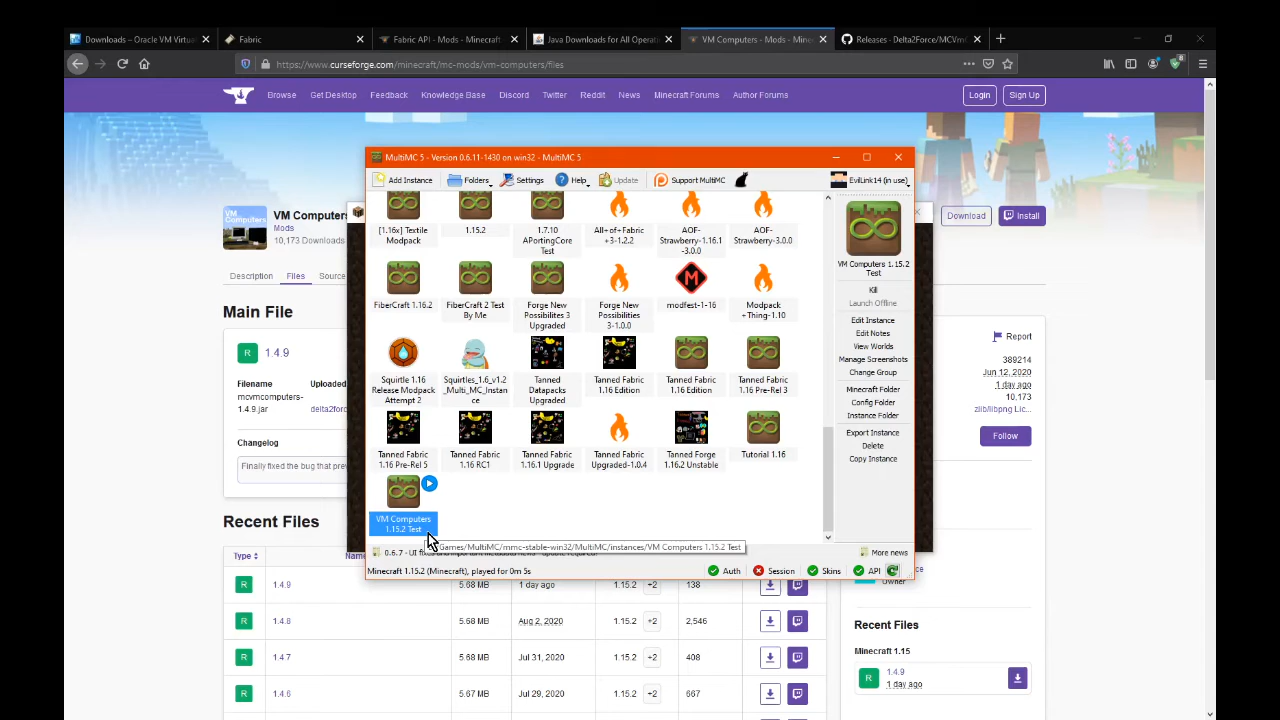 Downloads – Oracle VM Virtu
Fabric
Fabric API - Mods - Minecraft
Java Downloads for All Operat
VM Computers - Mods - Mine
Releases - Delta2Force/MCVm
https://www.curseforge.com/minecraft/mc-mods/vm-computers/files
Browse
Get Desktop
Feedback
Knowledge Base
Discord
Twitter
Reddit
News
Minecraft Forums
Author Forums
Login
Sign Up
MultiMC 5 - Version 0.6.11-1430 on win32 - MultiMC 5
Add Instance
Folders
Settings
Help
Update
Support MultiMC
EvilLink14 (in use)
VM Computers
VM Computers
Mods
10,173 Downloads
Download
Install
Description
Files
Source
[1.16x] Textile
Modpack
1.15.2
1.7.10
APortingCore
Test
All+of+Fabric
+3-1.2.2
AOF-
Strawberry-1.16.1
-3.0.0
AOF-
Strawberry-3.0.0
VM Computers 1.15.2
Test
Kill
Launch Offline
Edit Instance
Edit Notes
View Worlds
Manage Screenshots
Change Group
Minecraft Folder
Config Folder
Instance Folder
Export Instance
Delete
Copy Instance
FiberCraft 1.16.2
FiberCraft 2 Test
By Me
Forge New
Possibilites 3
Upgraded
Forge New
Possibilities
3-1.0.0
modfest-1-16
Modpack
+Thing-1.10
Squirtle 1.16
Release Modpack
Attempt 2
Squirtles_1.6_v1.2
_Multi_MC_Instan
ce
Tanned
Datapacks
Upgraded
Tanned Fabric
1.16 Edition
Tanned Fabric
1.16 Edition
Tanned Fabric
1.16 Pre-Rel 3
Tanned Fabric
1.16 Pre-Rel 5
Tanned Fabric
1.16 RC1
Tanned Fabric
1.16.1 Upgrade
Tanned Fabric
Upgraded-1.0.4
Tanned Forge
1.16.2 Unstable
Tutorial 1.16
VM Computers
1.15.2 Test
Games/MultiMC/mmc-stable-win32/MultiMC/instances/VM Computers 1.15.2 Test
More news
Minecraft 1.15.2 (Minecraft), played for 0m 5s
Auth
Session
Skins
API
Main File
R
1.4.9
Filename
mcvmcomputers-
1.4.9.jar
Uploaded
delta2for
Changelog
Finally fixed the bug that prev
Recent Files
Type
R
1.4.9
5.68 MB
1 day ago
1.15.2
+2
138
R
1.4.8
5.68 MB
Aug 2, 2020
1.15.2
+2
2,546
R
1.4.7
5.68 MB
Jul 31, 2020
1.15.2
+2
408
R
1.4.6
5.67 MB
Jul 29, 2020
1.15.2
+2
667
Report
389214
Jun 12, 2020
1 day ago
10,173
zlib/libpng Lic...
Follow
Owner
Recent Files
Minecraft 1.15
R
1.4.9
1 day ago